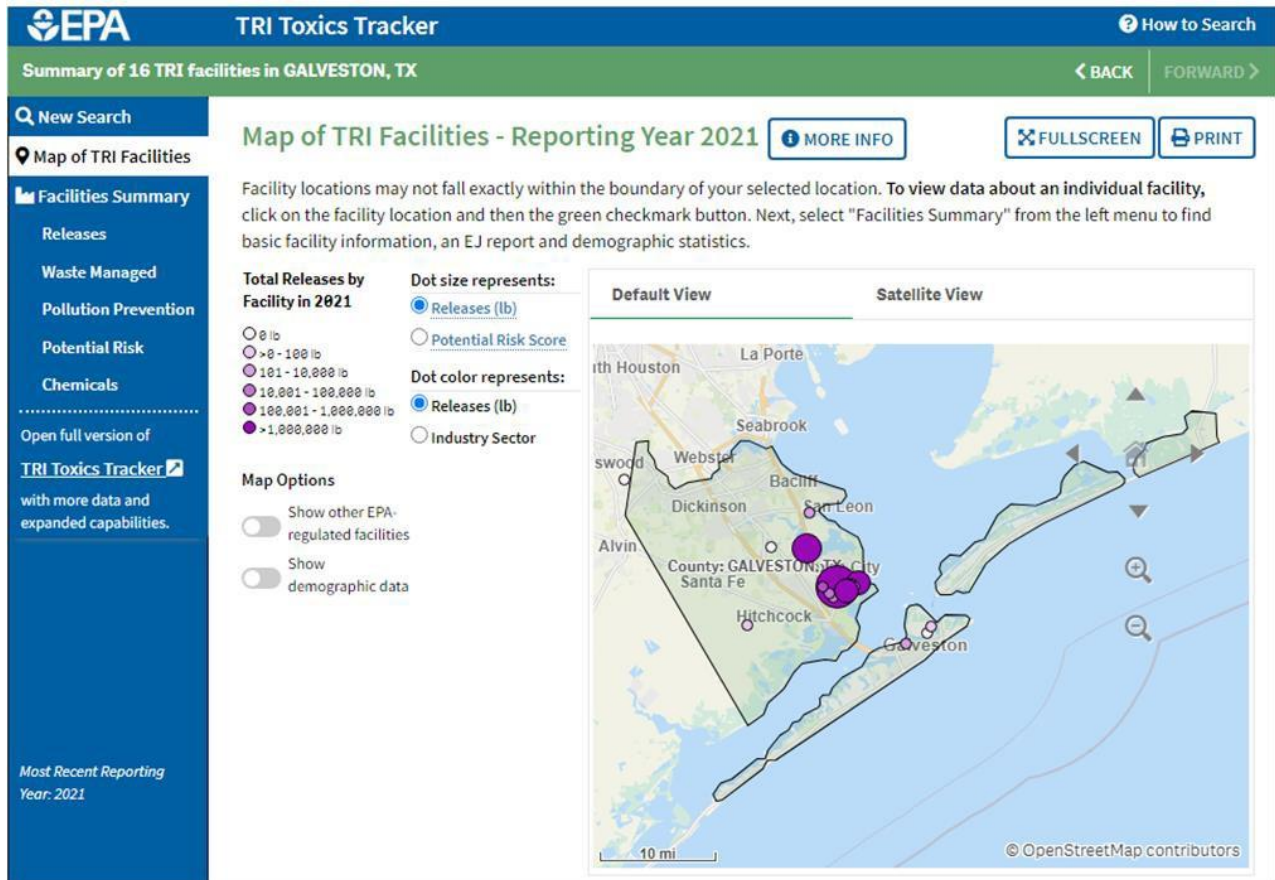 EPA
TRI Toxics Tracker
How to Search
Summary of 16 TRI facilities in GALVESTON, TX
BACK
FORWARD
New Search
Map of TRI Facilities
Facilities Summary
Releases
Waste Managed
Pollution Prevention
Potential Risk
Chemicals
Open full version of
TRI Toxics Tracker
with more data and
expanded capabilities.
Most Recent Reporting
Year: 2021
Map of TRI Facilities - Reporting Year 2021
MORE INFO
FULLSCREEN
PRINT
Facility locations may not fall exactly within the boundary of your selected location. To view data about an individual facility,
click on the facility location and then the green checkmark button. Next, select "Facilities Summary" from the left menu to find
basic facility information, an EJ report and demographic statistics.
Total Releases by
Facility in 2021
0 lb
>0 - 100 lb
101 - 10,000 lb
10,001 - 100,000 lb
100,001 - 1,000,000 lb
>1,000,000 lb
Dot size represents:
Releases (lb)
Potential Risk Score
Dot color represents:
Releases (lb)
Industry Sector
Map Options
Show other EPA-
regulated facilities
Show
demographic data
Default View
Satellite View
La Porte
uth Houston
Seabrook
swood
Webster
Bacliff
Dickinson
San Leon
Alvin
County: GALVESTON, TX
City
Santa Fe
Hitchcock
Galveston
10 mi
© OpenStreetMap contributors